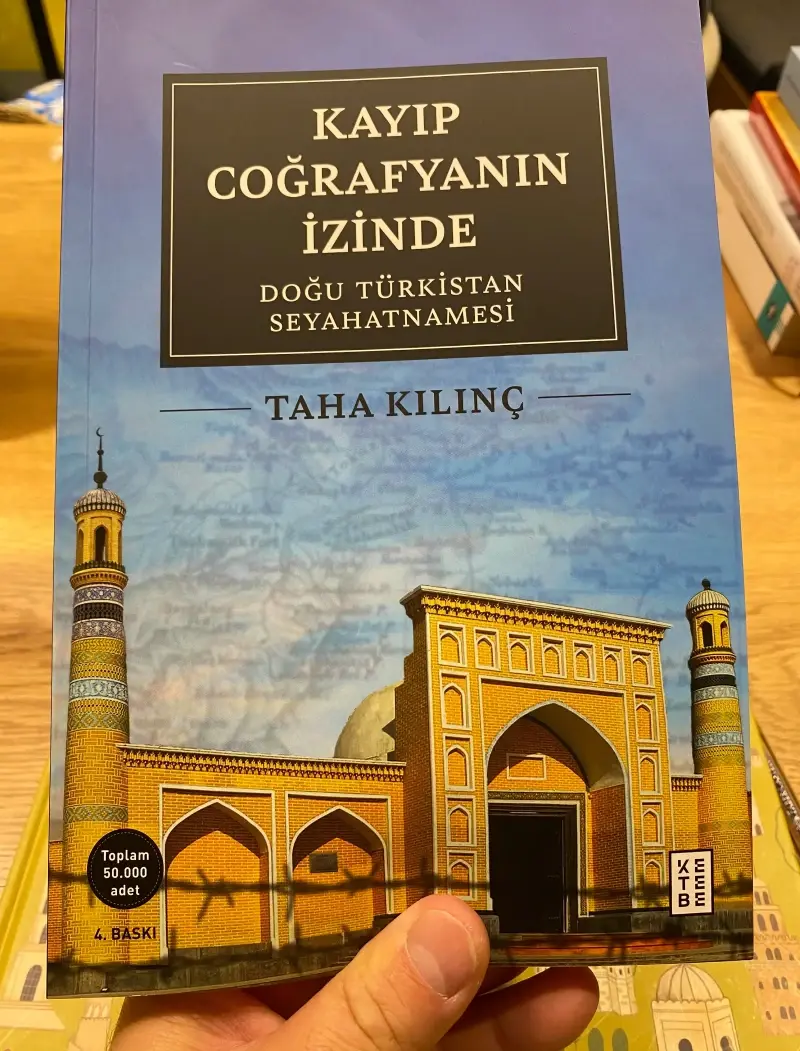 KAYIP
COĞRAFYANIN
İZİNDE
DOĞU TÜRKİSTAN
SEYAHATNAMESİ
TAHA KILINÇ
Toplam
50.000
adet
4. BASKI
KETEBE